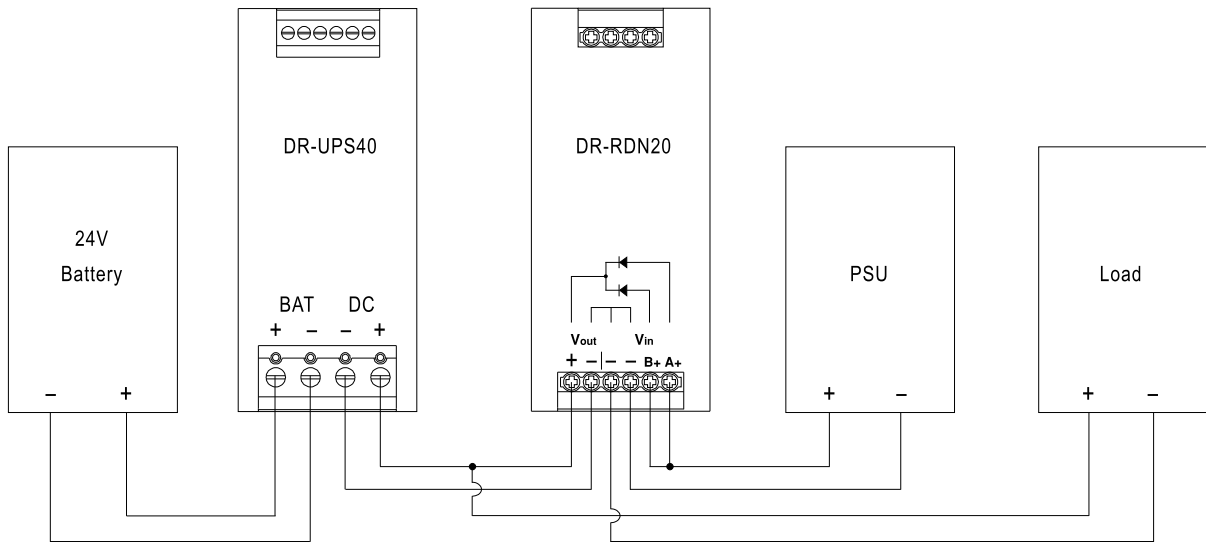 DR-UPS40
DR-RDN20
24V
Battery
PSU
Load
BAT DC
+ − − +
Vout Vin
+ − − − B+ A+
− +
+ −
+ −